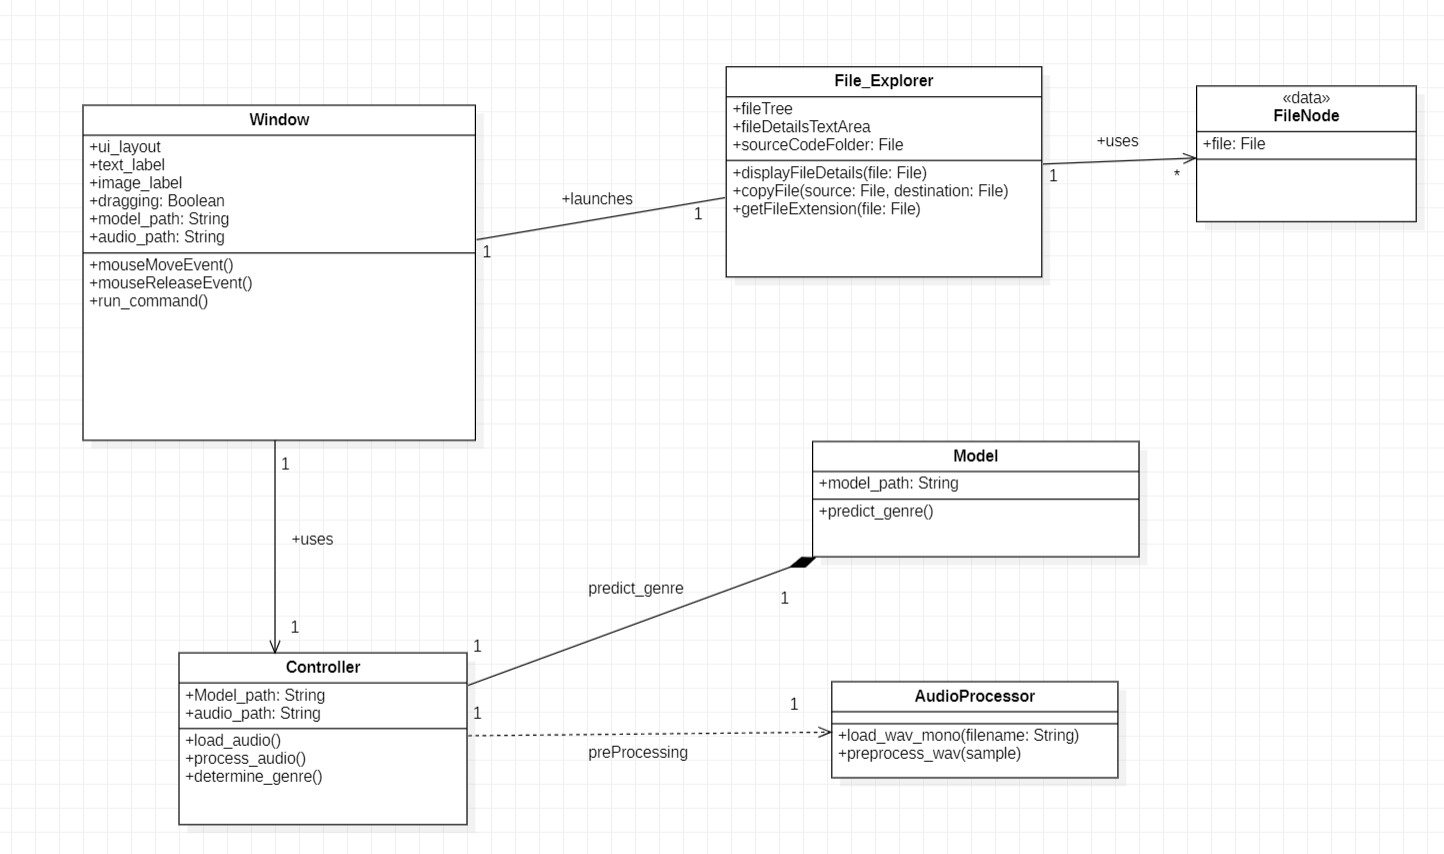 Window
+ui_layout
+text_label
+image_label
+dragging: Boolean
+model_path: String
+audio_path: String
+mouseMoveEvent()
+mouseReleaseEvent()
+run_command()
+launches
1
1
File_Explorer
+fileTree
+fileDetailsTextArea
+sourceCodeFolder: File
+displayFileDetails(file: File)
+copyFile(source: File, destination: File)
+getFileExtension(file: File)
+uses
1
*
«data»
FileNode
+file: File
1
+uses
1
Controller
+Model_path: String
+audio_path: String
+load_audio()
+process_audio()
+determine_genre()
1
predict_genre
1
Model
+model_path: String
+predict_genre()
1
preProcessing
1
AudioProcessor
+load_wav_mono(filename: String)
+preprocess_wav(sample)